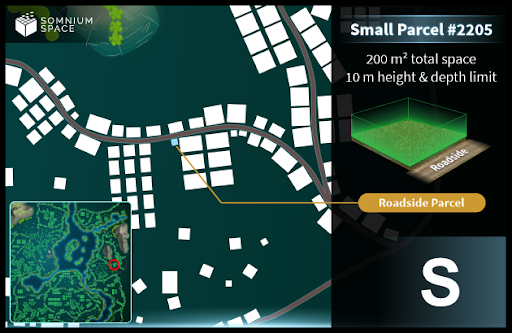 SOMNIUM
SPACE
Small Parcel #2205
200 m² total space
10 m height & depth limit
Roadside
Roadside Parcel
S